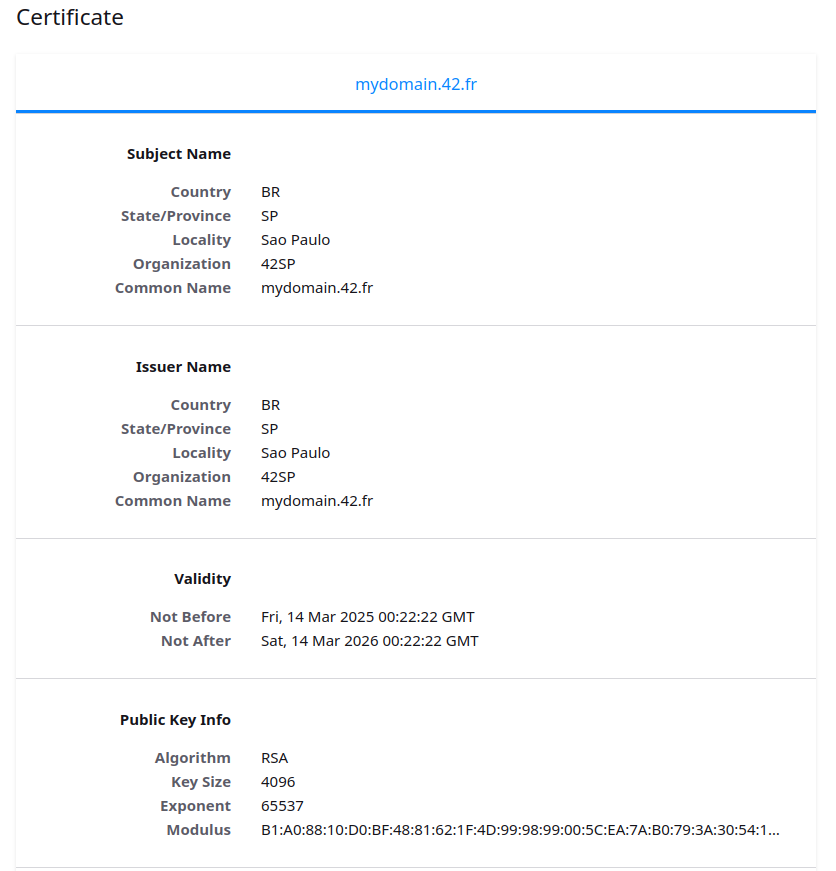 Certificate
mydomain.42.fr
Subject Name
Country BR
State/Province SP
Locality Sao Paulo
Organization 42SP
Common Name mydomain.42.fr
Issuer Name
Country BR
State/Province SP
Locality Sao Paulo
Organization 42SP
Common Name mydomain.42.fr
Validity
Not Before Fri, 14 Mar 2025 00:22:22 GMT
Not After Sat, 14 Mar 2026 00:22:22 GMT
Public Key Info
Algorithm RSA
Key Size 4096
Exponent 65537
Modulus B1:A0:88:10:D0:BF:48:81:62:1F:4D:99:98:99:00:5C:EA:7A:B0:79:3A:30:54:1...